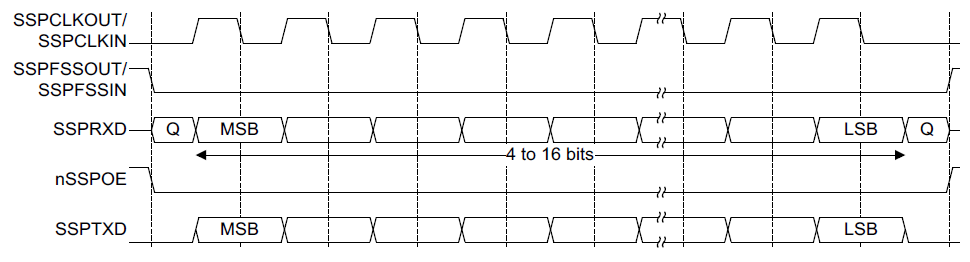 SSPCLKOUT/
SSPCLKIN
SSPFSSOUT/
SSPFSSIN
SSPRXD Q MSB LSB Q
4 to 16 bits
nSSPOE
SSPTXD MSB LSB